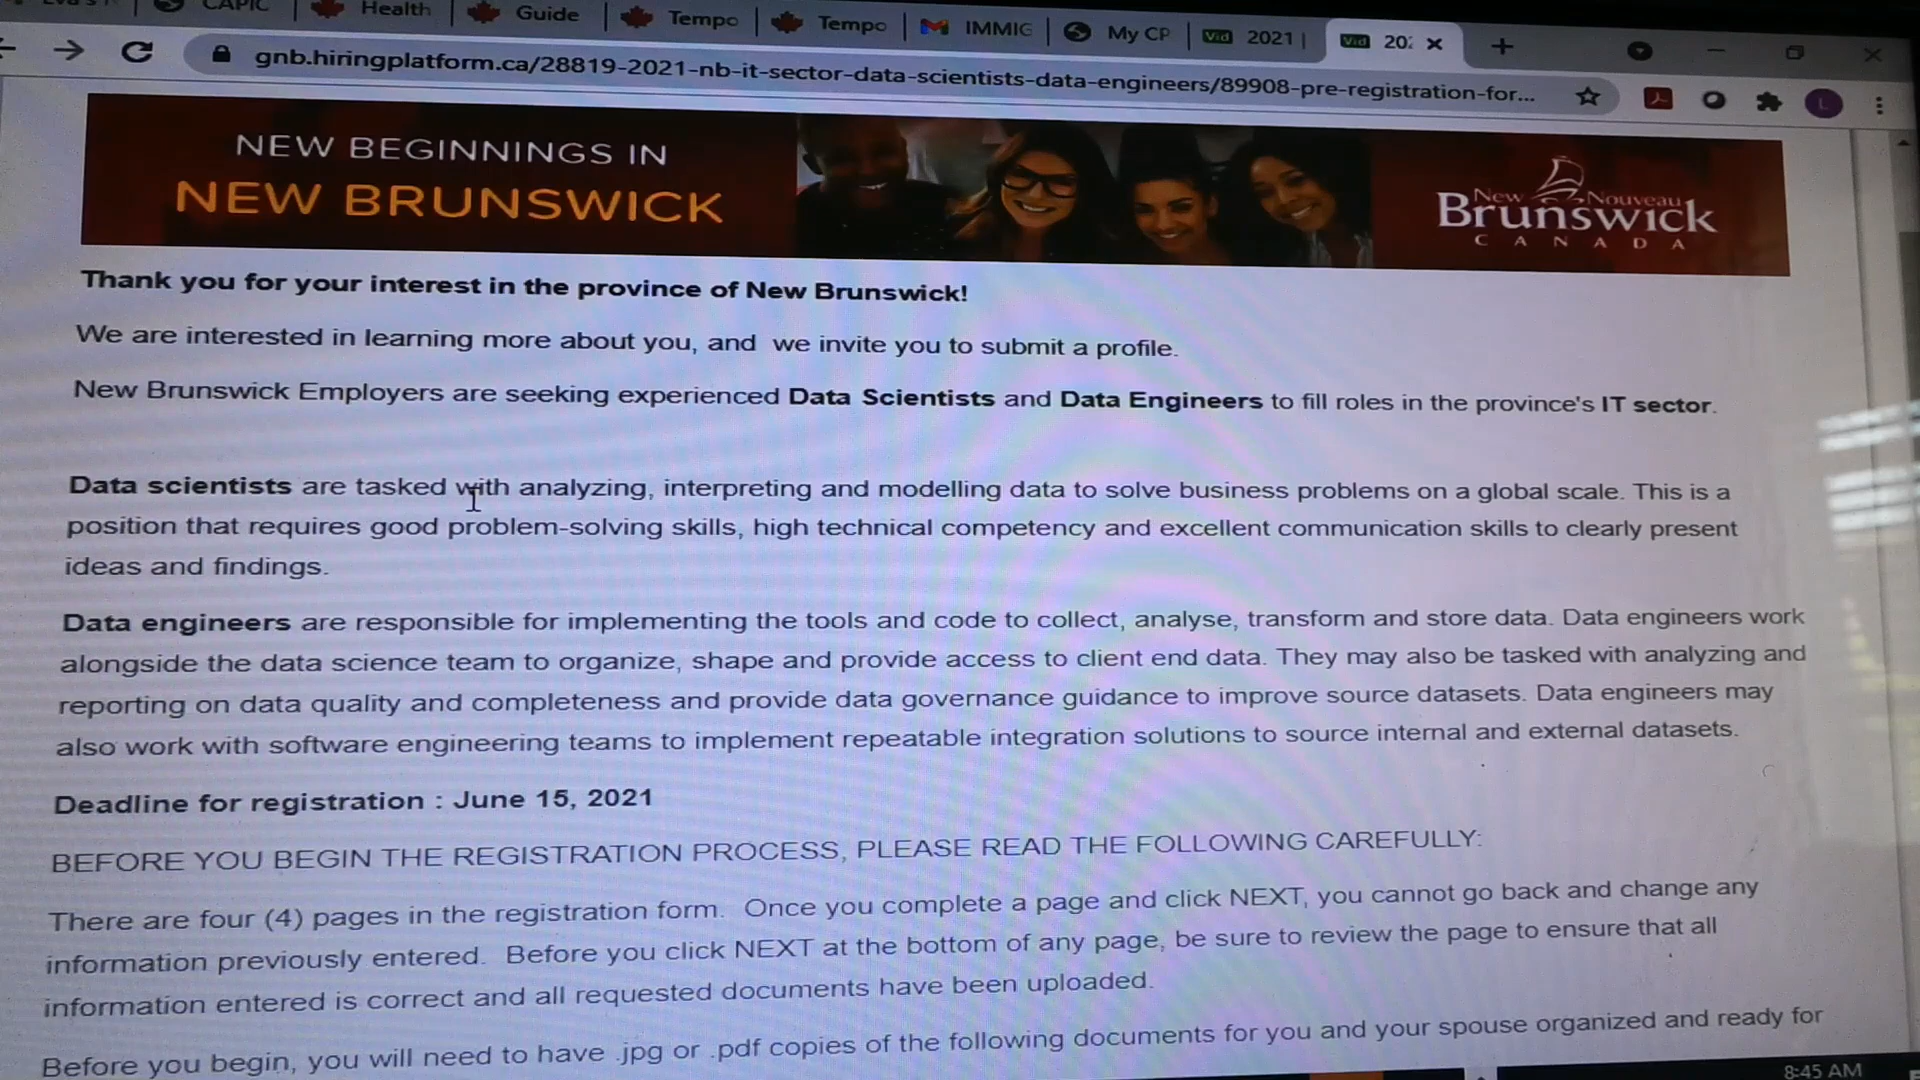 CAPIC Health Guide Tempo Tempo IMMIG My CP Vid 2021 | Vid 202
gnb.hiringplatform.ca/28819-2021-nb-it-sector-data-scientists-data-engineers/89908-pre-registration-for...
L
NEW BEGINNINGS IN
NEW BRUNSWICK
New Nouveau
Brunswick
CANADA
Thank you for your interest in the province of New Brunswick!
We are interested in learning more about you, and we invite you to submit a profile.
New Brunswick Employers are seeking experienced Data Scientists and Data Engineers to fill roles in the province's IT sector.
Data scientists are tasked with analyzing, interpreting and modelling data to solve business problems on a global scale. This is a
position that requires good problem-solving skills, high technical competency and excellent communication skills to clearly present
ideas and findings.
Data engineers are responsible for implementing the tools and code to collect, analyse, transform and store data. Data engineers work
alongside the data science team to organize, shape and provide access to client end data. They may also be tasked with analyzing and
reporting on data quality and completeness and provide data governance guidance to improve source datasets. Data engineers may
also work with software engineering teams to implement repeatable integration solutions to source internal and external datasets.
Deadline for registration : June 15, 2021
BEFORE YOU BEGIN THE REGISTRATION PROCESS, PLEASE READ THE FOLLOWING CAREFULLY:
There are four (4) pages in the registration form. Once you complete a page and click NEXT, you cannot go back and change any
information previously entered. Before you click NEXT at the bottom of any page, be sure to review the page to ensure that all
information entered is correct and all requested documents have been uploaded.
Before you begin, you will need to have .jpg or .pdf copies of the following documents for you and your spouse organized and ready for
8:45 AM